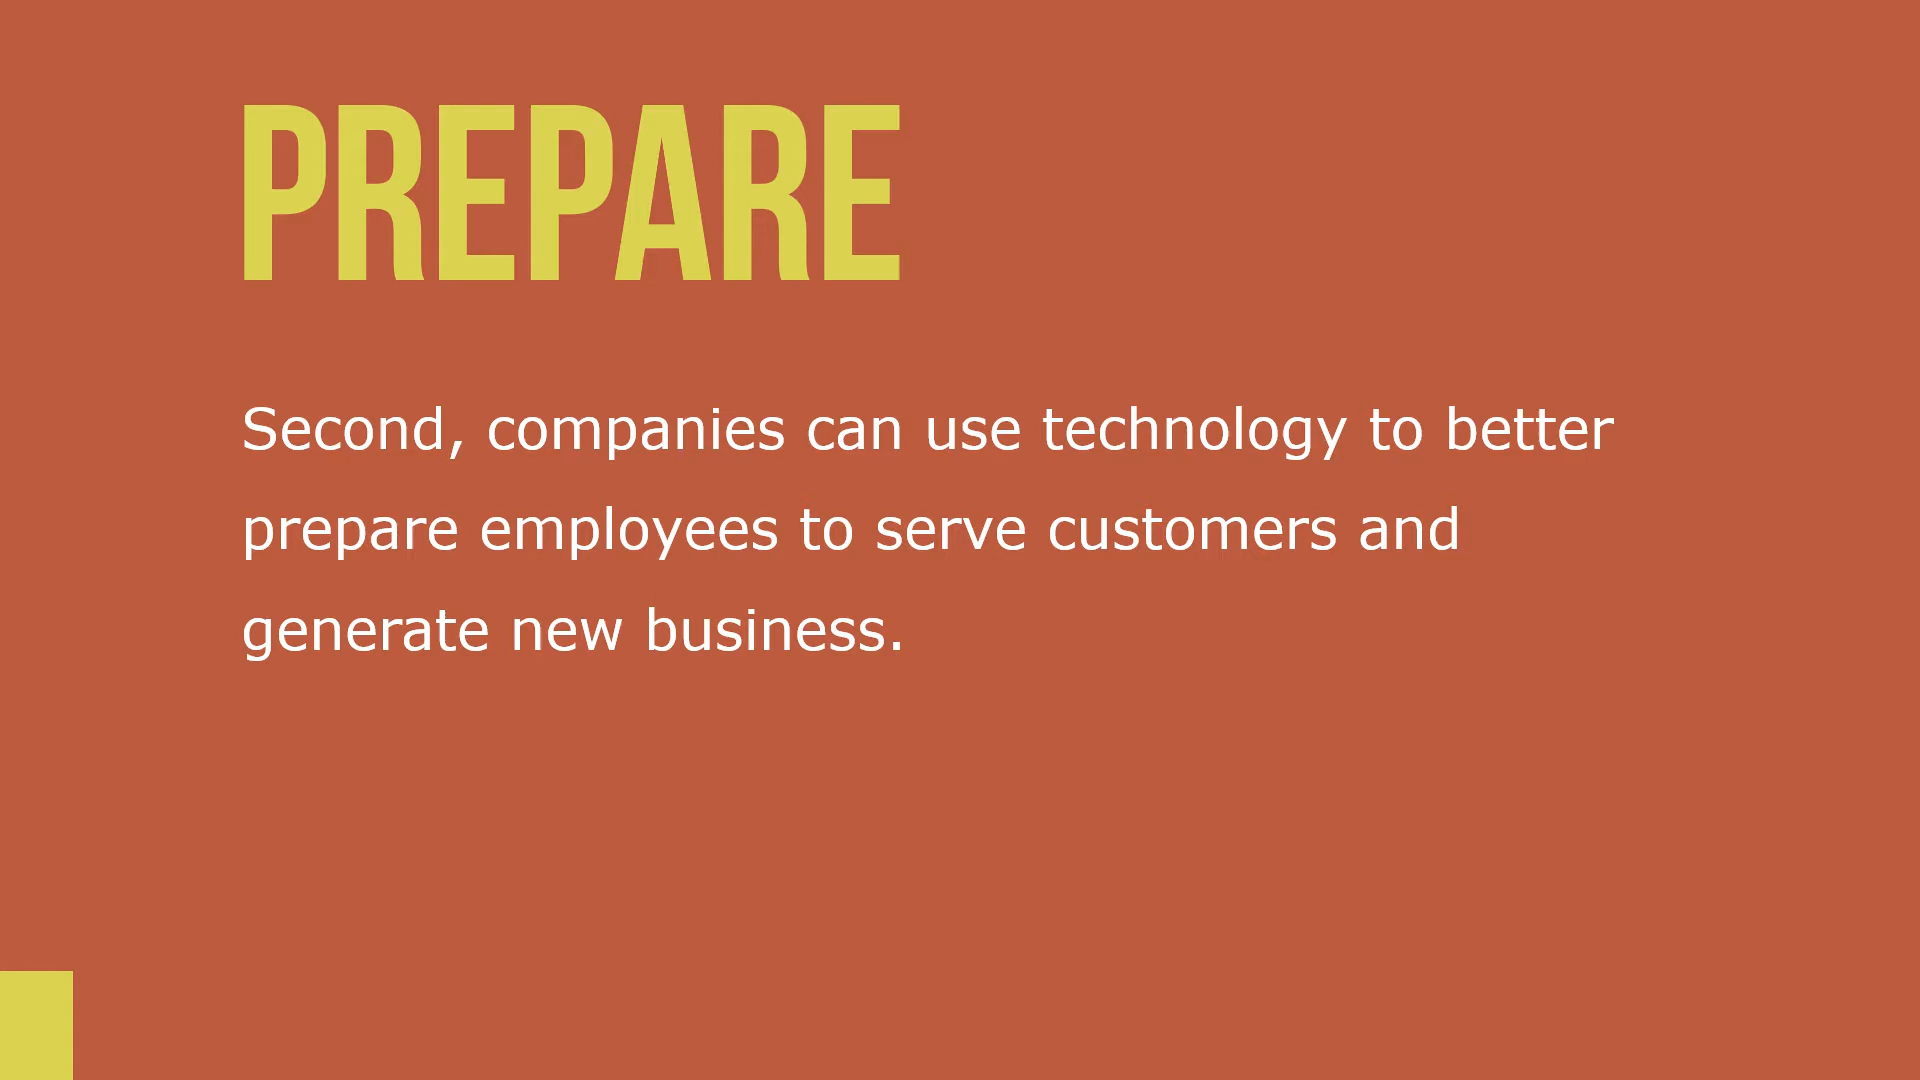 PREPARE
Second, companies can use technology to better
prepare employees to serve customers and
generate new business.